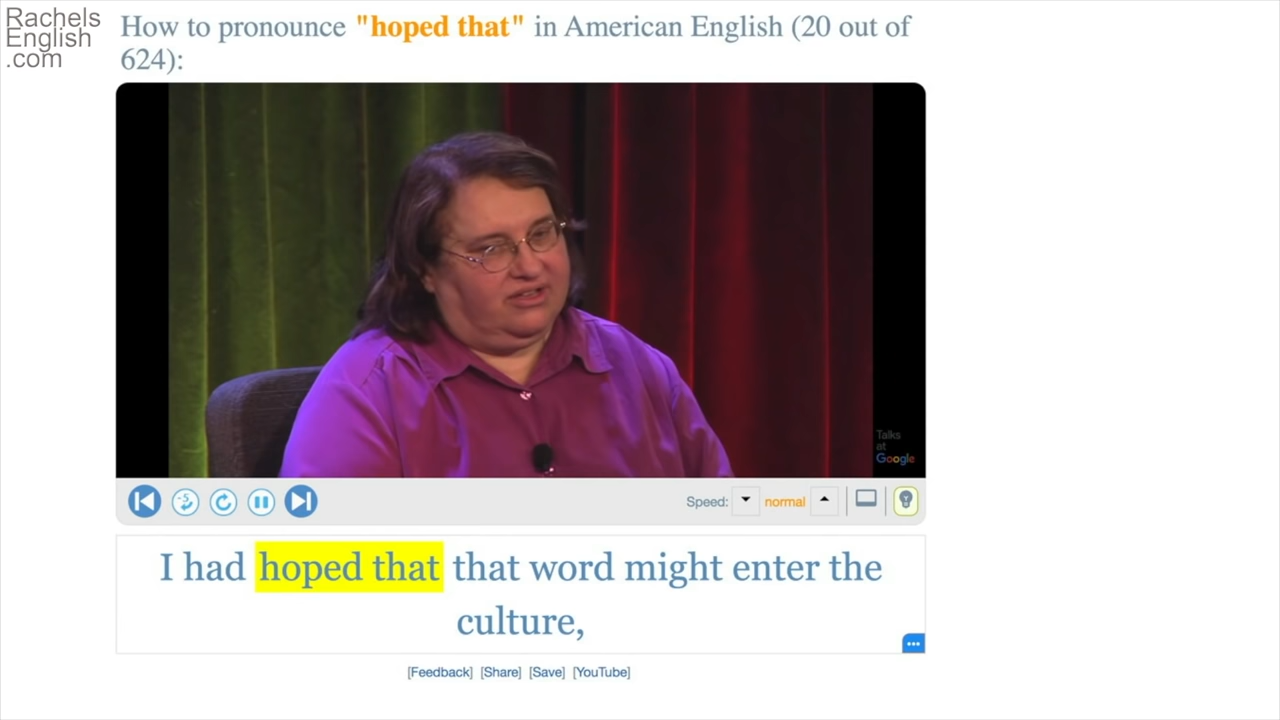 Rachels
English
.com
How to pronounce "hoped that" in American English (20 out of
624):
Talks
at
Google
-5
Speed: normal
I had hoped that that word might enter the
culture,
[Feedback] [Share] [Save] [YouTube]